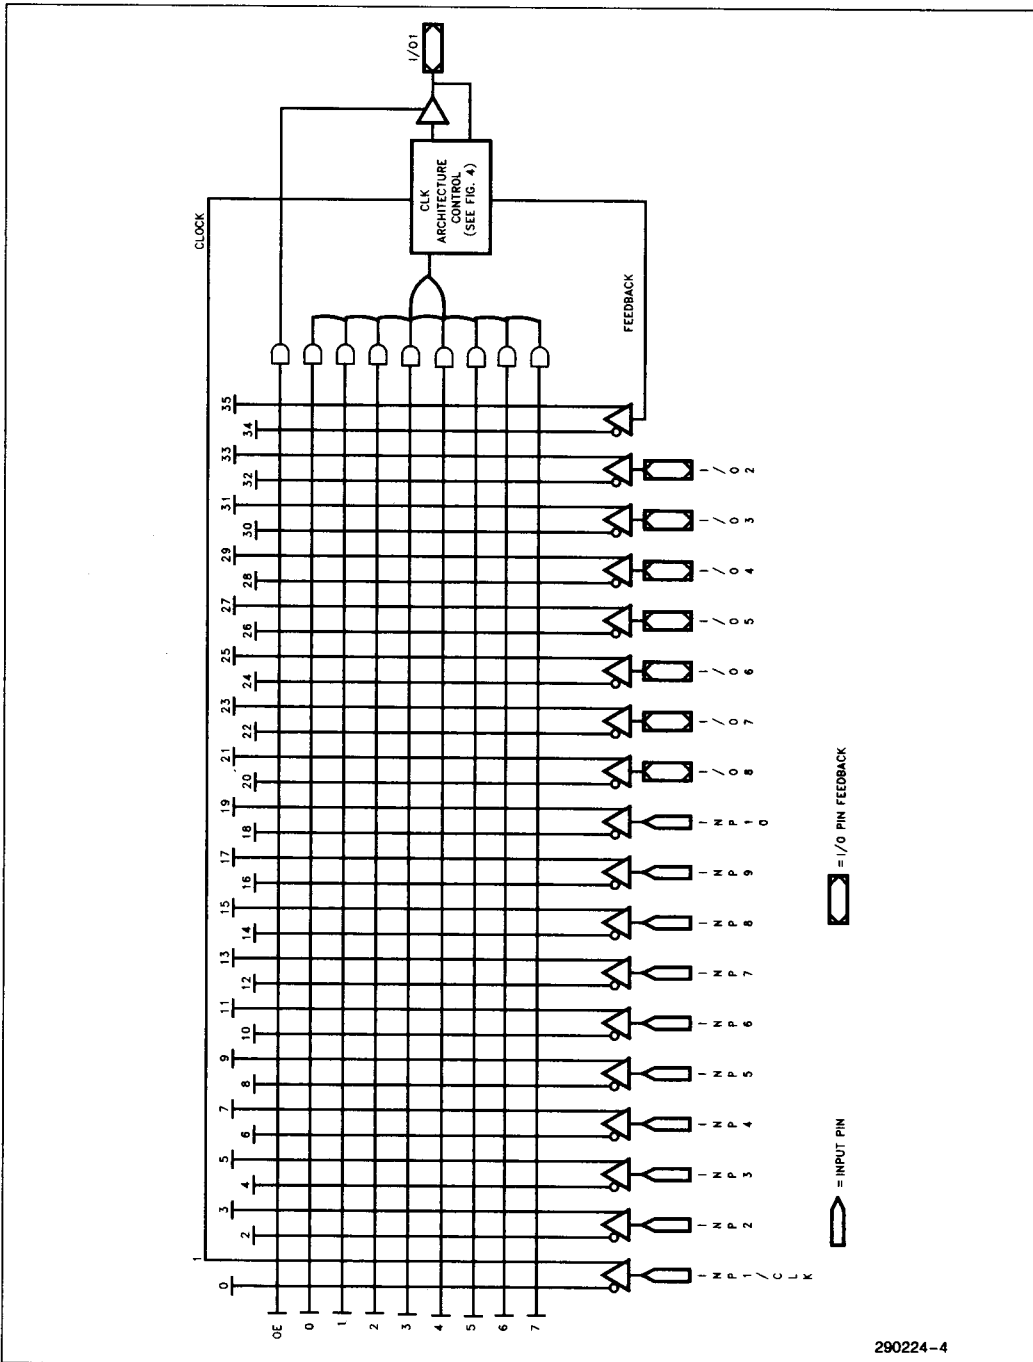 I/O1
CLOCK
CLK
ARCHITECTURE
CONTROL
(SEE FIG. 4)
FEEDBACK
0 1 2 3 4 5 6 7 8 9 10 11 12 13 14 15 16 17 18 19 20 21 22 23 24 25 26 27 28 29 30 31 32 33 34 35
OE
0
1
2
3
4
5
6
7
INP1/CLK
INP2
INP3
INP4
INP5
INP6
INP7
INP8
INP9
INP10
I/O8
I/O7
I/O6
I/O5
I/O4
I/O3
I/O2
= INPUT PIN
= I/O PIN FEEDBACK
290224-4